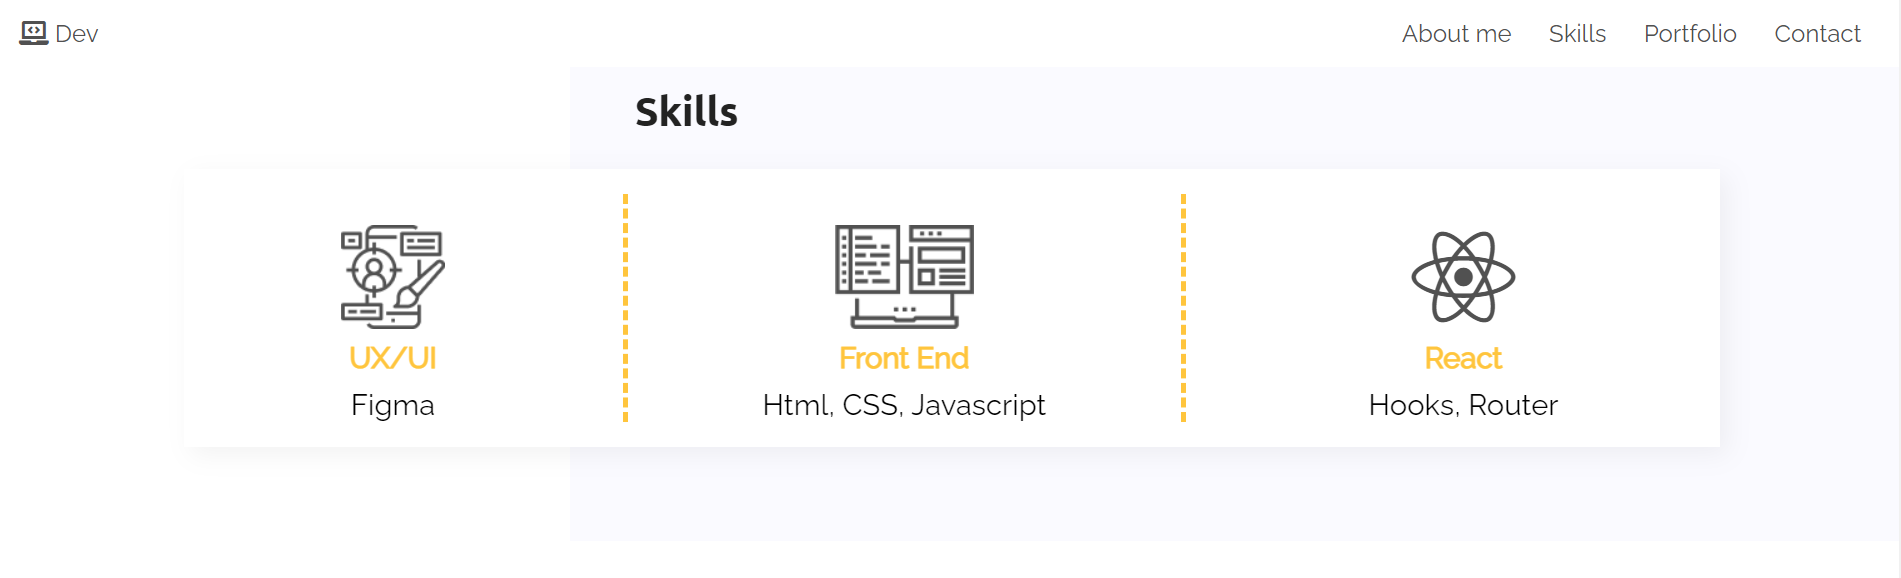 Dev About me Skills Portfolio Contact
Skills
UX/UI
Figma
Front End
Html, CSS, Javascript
React
Hooks, Router